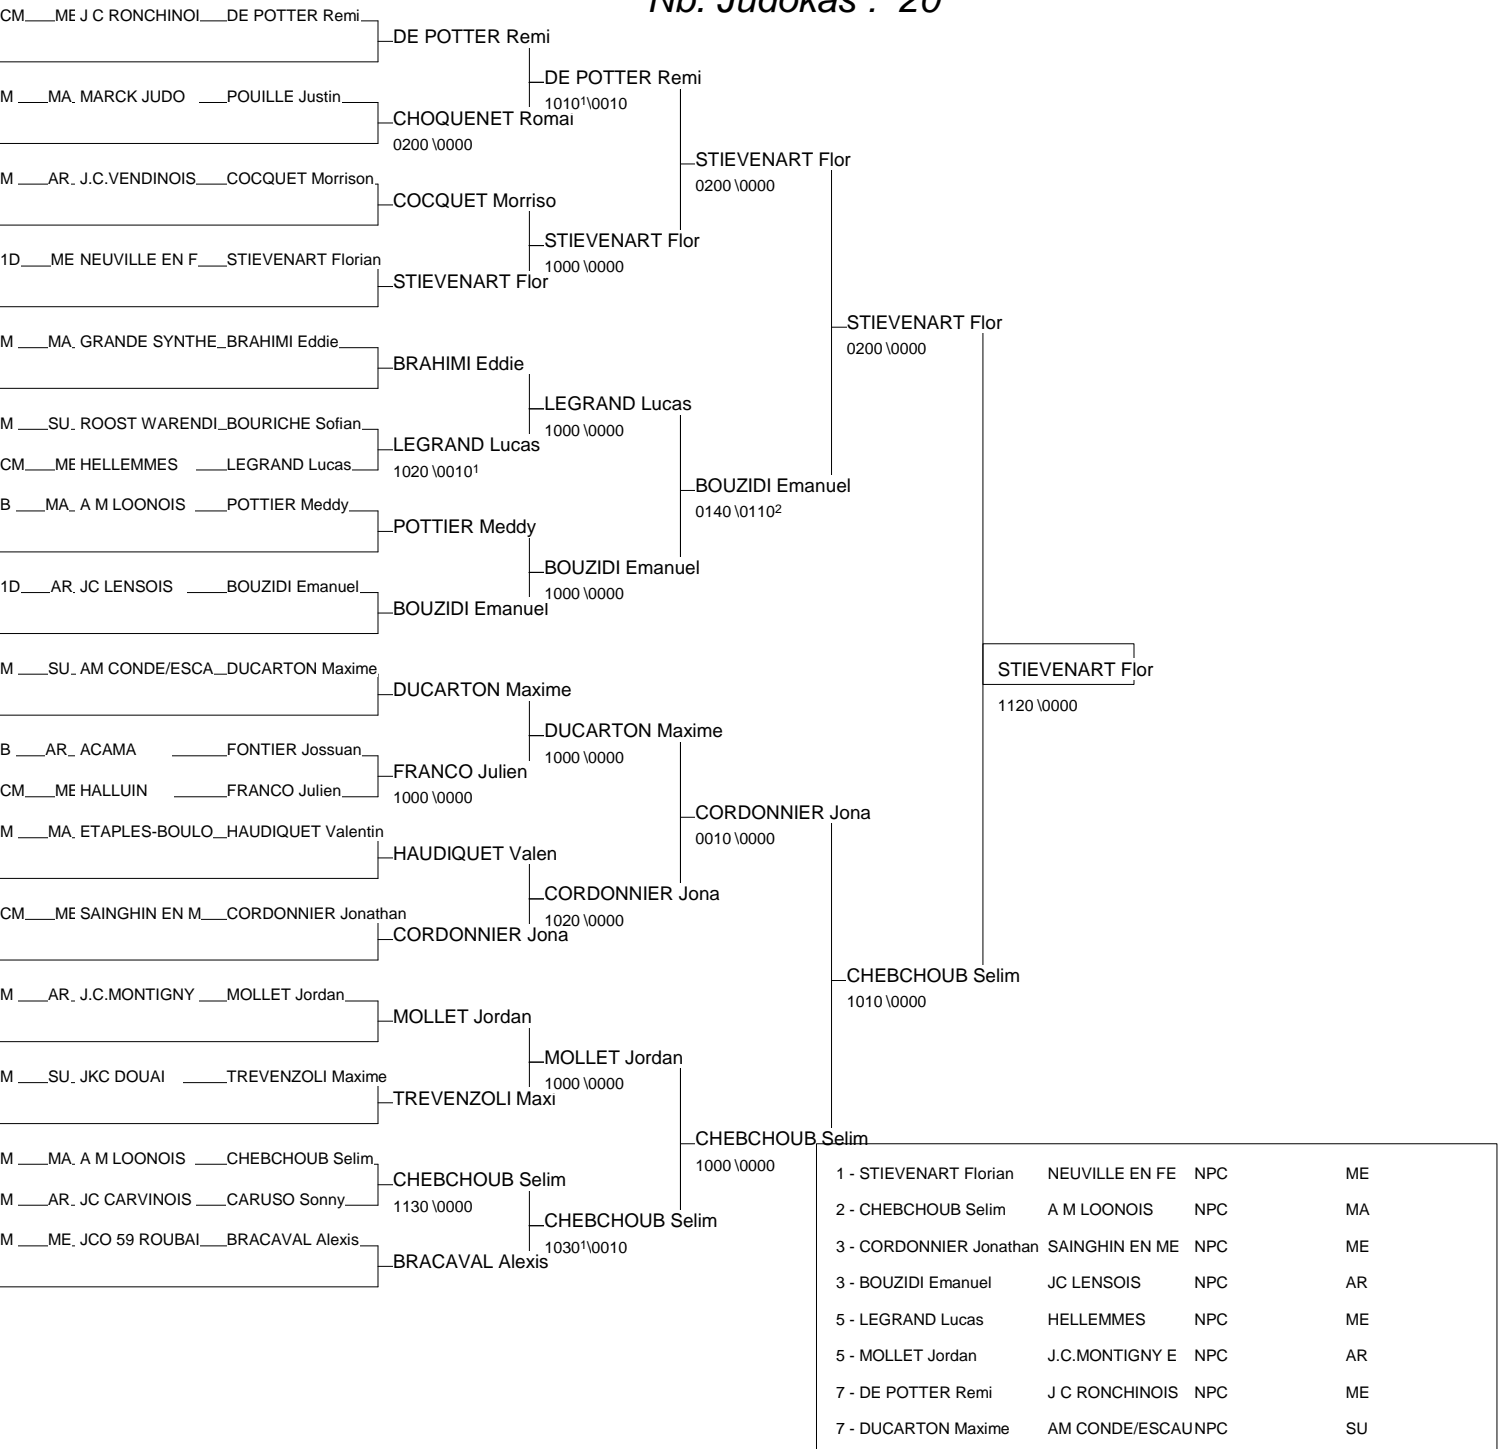 Nb. Judokas : 20
CM ME J C RONCHINOI DE POTTER Remi
DE POTTER Remi
DE POTTER Remi
1010¹\0010
M MA MARCK JUDO POUILLE Justin
CHOQUENET Romai
0200 \0000
STIEVENART Flor
0200 \0000
M AR J.C.VENDINOIS COCQUET Morrison
COCQUET Morriso
STIEVENART Flor
1000 \0000
1D ME NEUVILLE EN F STIEVENART Florian
STIEVENART Flor
STIEVENART Flor
0200 \0000
M MA GRANDE SYNTHE BRAHIMI Eddie
BRAHIMI Eddie
LEGRAND Lucas
1000 \0000
M SU ROOST WARENDI BOURICHE Sofian
LEGRAND Lucas
1020 \0010¹
CM ME HELLEMMES LEGRAND Lucas
BOUZIDI Emanuel
0140 \0110²
B MA A M LOONOIS POTTIER Meddy
POTTIER Meddy
BOUZIDI Emanuel
1000 \0000
1D AR JC LENSOIS BOUZIDI Emanuel
BOUZIDI Emanuel
STIEVENART Flor
1120 \0000
M SU AM CONDE/ESCA DUCARTON Maxime
DUCARTON Maxime
DUCARTON Maxime
1000 \0000
B AR ACAMA FONTIER Jossuan
FRANCO Julien
1000 \0000
CM ME HALLUIN FRANCO Julien
CORDONNIER Jona
0010 \0000
M MA ETAPLES-BOULO HAUDIQUET Valentin
HAUDIQUET Valen
CORDONNIER Jona
1020 \0000
CM ME SAINGHIN EN M CORDONNIER Jonathan
CORDONNIER Jona
CHEBCHOUB Selim
1010 \0000
M AR J.C.MONTIGNY MOLLET Jordan
MOLLET Jordan
MOLLET Jordan
1000 \0000
M SU JKC DOUAI TREVENZOLI Maxime
TREVENZOLI Maxi
CHEBCHOUB Selim
1000 \0000
M MA A M LOONOIS CHEBCHOUB Selim
CHEBCHOUB Selim
1130 \0000
M AR JC CARVINOIS CARUSO Sonny
CHEBCHOUB Selim
1030¹\0010
M ME JCO 59 ROUBAI BRACAVAL Alexis
BRACAVAL Alexis
1 - STIEVENART Florian NEUVILLE EN FE NPC ME
2 - CHEBCHOUB Selim A M LOONOIS NPC MA
3 - CORDONNIER Jonathan SAINGHIN EN ME NPC ME
3 - BOUZIDI Emanuel JC LENSOIS NPC AR
5 - LEGRAND Lucas HELLEMMES NPC ME
5 - MOLLET Jordan J.C.MONTIGNY E NPC AR
7 - DE POTTER Remi J C RONCHINOIS NPC ME
7 - DUCARTON Maxime AM CONDE/ESCAU NPC SU